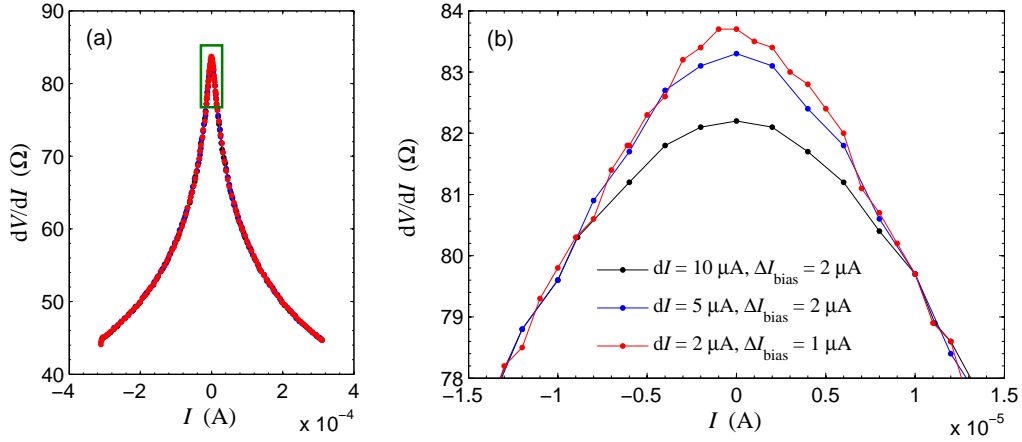 (a)
90
80
70
60
50
40
dV/dI (Ω)
−4 −2 0 2 4
x 10⁻⁴
I (A)
(b)
84
83
82
81
80
79
78
dV/dI (Ω)
dI = 10 μA, ΔI_bias = 2 μA
dI = 5 μA, ΔI_bias = 2 μA
dI = 2 μA, ΔI_bias = 1 μA
−1.5 −1.0 −0.5 0 0.5 1.0 1.5
x 10⁻⁵
I (A)